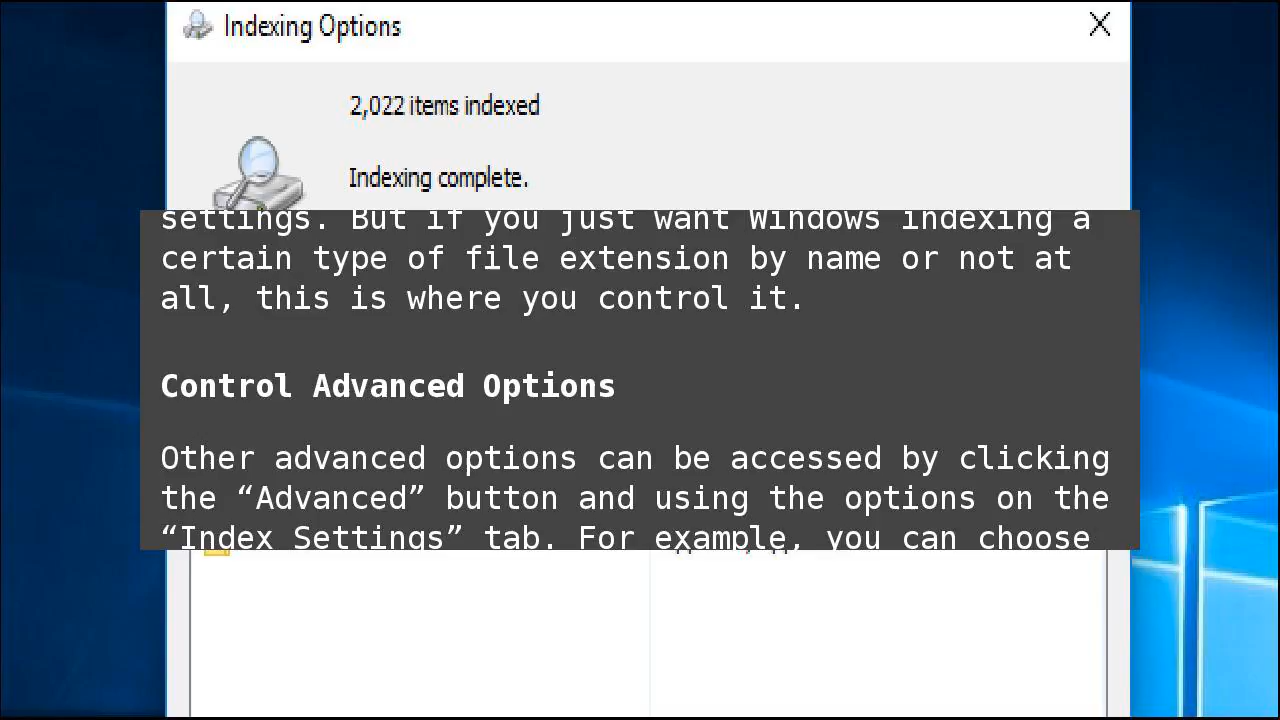 Indexing Options
2,022 items indexed
Indexing complete.
settings. But if you just want Windows indexing a
certain type of file extension by name or not at
all, this is where you control it.
Control Advanced Options
Other advanced options can be accessed by clicking
the “Advanced” button and using the options on the
“Index Settings” tab. For example, you can choose